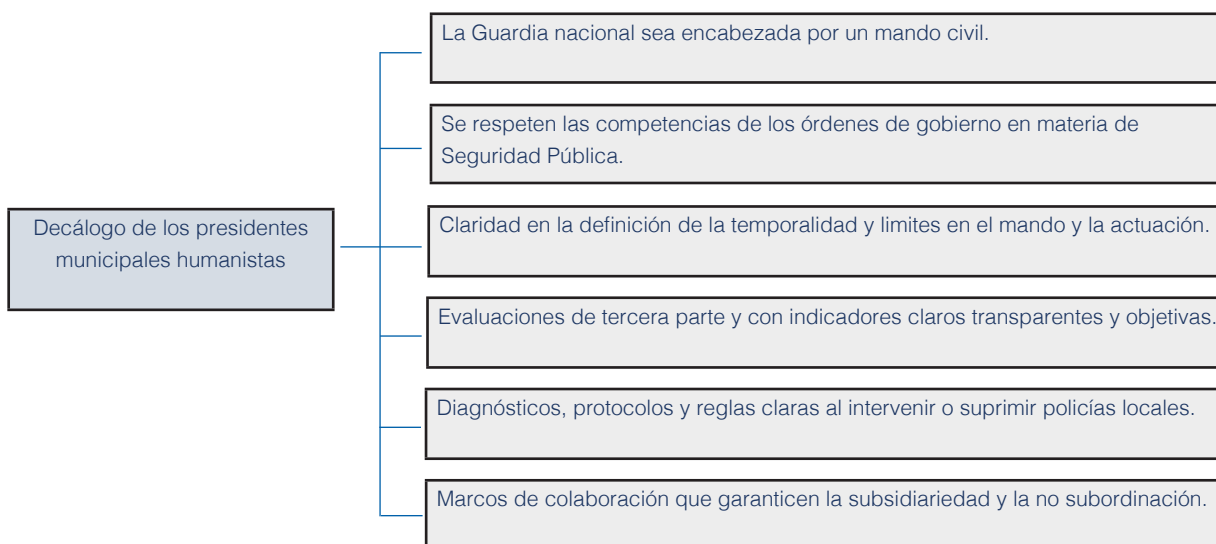 La Guardia nacional sea encabezada por un mando civil.
Se respeten las competencias de los órdenes de gobierno en materia de
Seguridad Pública.
Decálogo de los presidentes
municipales humanistas
Claridad en la definición de la temporalidad y limites en el mando y la actuación.
Evaluaciones de tercera parte y con indicadores claros transparentes y objetivas.
Diagnósticos, protocolos y reglas claras al intervenir o suprimir policías locales.
Marcos de colaboración que garanticen la subsidiariedad y la no subordinación.